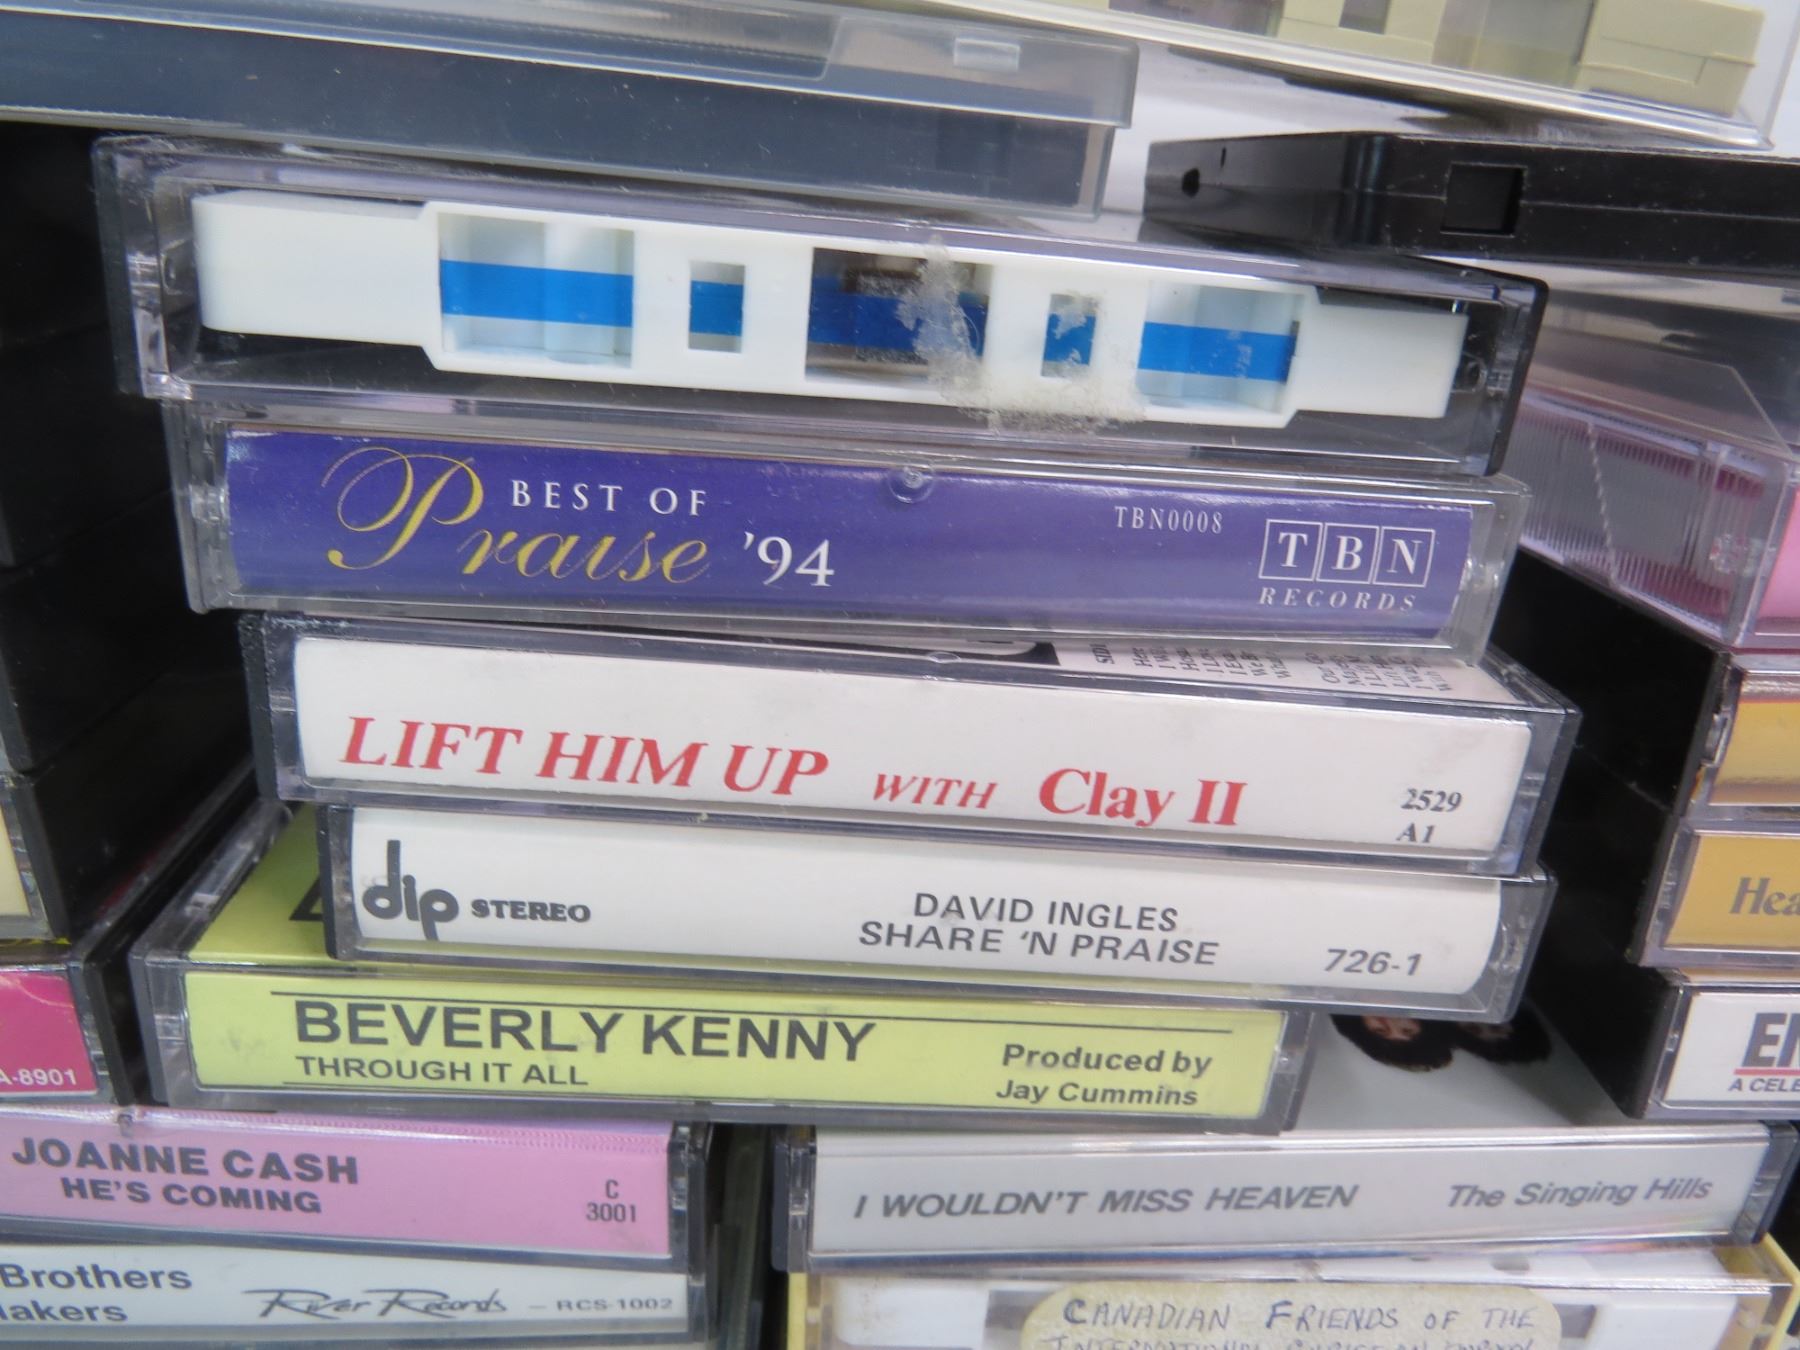 BEST OF
Praise '94
TBN0008
TBN
RECORDS
LIFT HIM UP WITH Clay II
2529
A1
dip STEREO
DAVID INGLES
SHARE 'N PRAISE
726-1
BEVERLY KENNY
THROUGH IT ALL
Produced by
Jay Cummins
A-8901
JOANNE CASH
HE'S COMING
C
3001
Brothers
River Records – RCS-1002
I WOULDN'T MISS HEAVEN The Singing Hills
CANADIAN FRIENDS OF THE
A